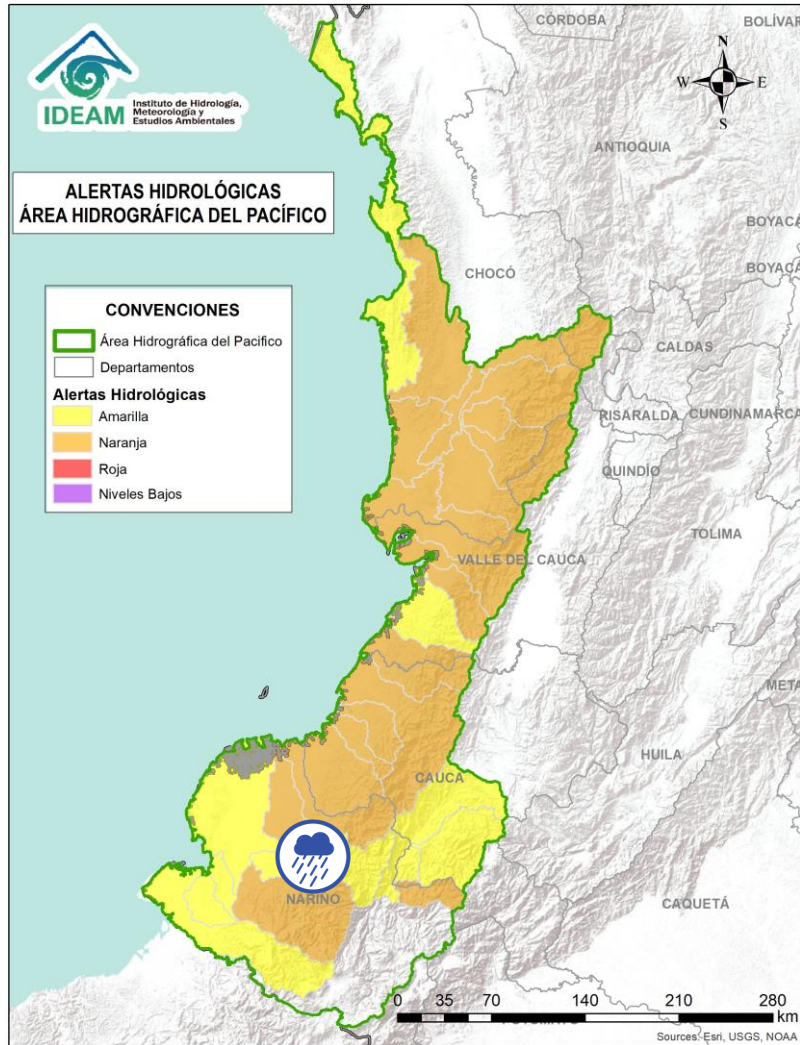 IDEAM
Instituto de Hidrología,
Meteorología y
Estudios Ambientales
ALERTAS HIDROLÓGICAS
ÁREA HIDROGRÁFICA DEL PACÍFICO
CONVENCIONES
Área Hidrográfica del Pacifico
Departamentos
Alertas Hidrológicas
Amarilla
Naranja
Roja
Niveles Bajos
N
W
E
S
CÓRDOBA
BOLÍVAR
ANTIOQUIA
BOYACÁ
BOYACÁ
CHOCÓ
CALDAS
RISARALDA
CUNDINAMARCA
QUINDÍO
TOLIMA
VALLE DEL CAUCA
META
HUILA
CAUCA
NARIÑO
CAQUETÁ
0 35 70 140 210 280
km
Sources: Esri, USGS, NOAA